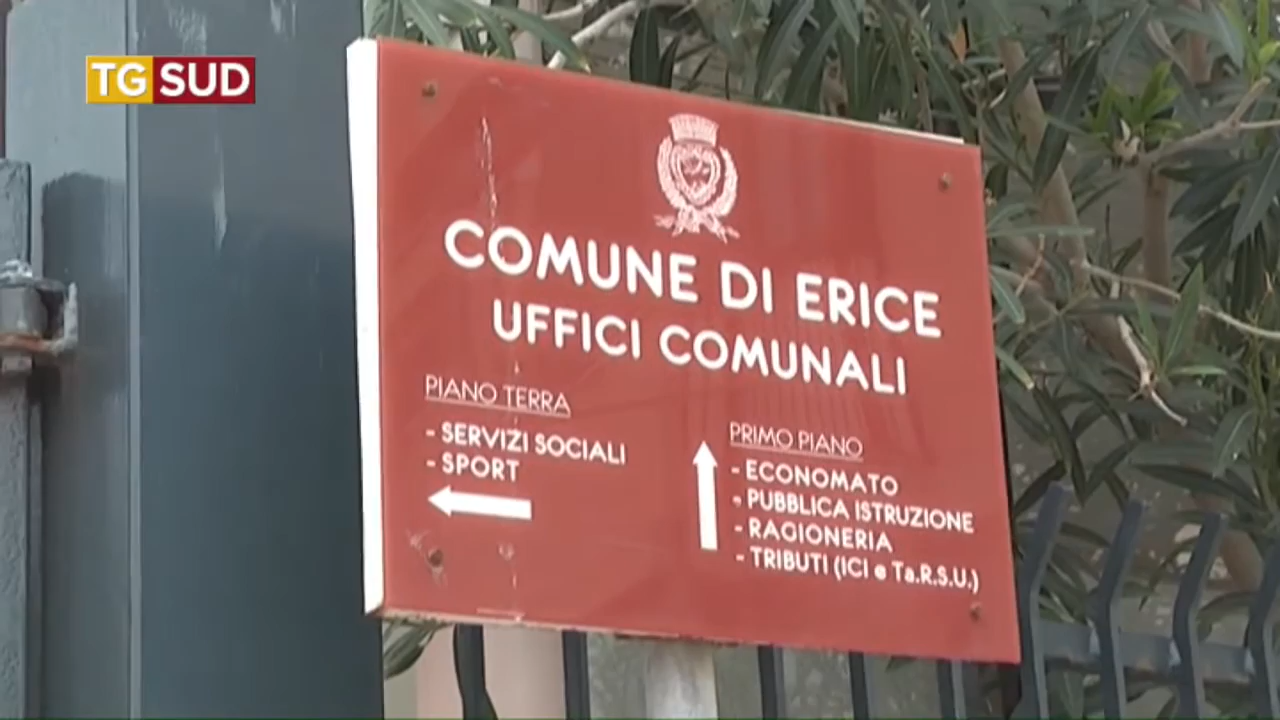 TG SUD
COMUNE DI ERICE
UFFICI COMUNALI
PIANO TERRA
- SERVIZI SOCIALI
- SPORT
PRIMO PIANO
- ECONOMATO
- PUBBLICA ISTRUZIONE
- RAGIONERIA
- TRIBUTI (ICI e Ta.R.S.U.)